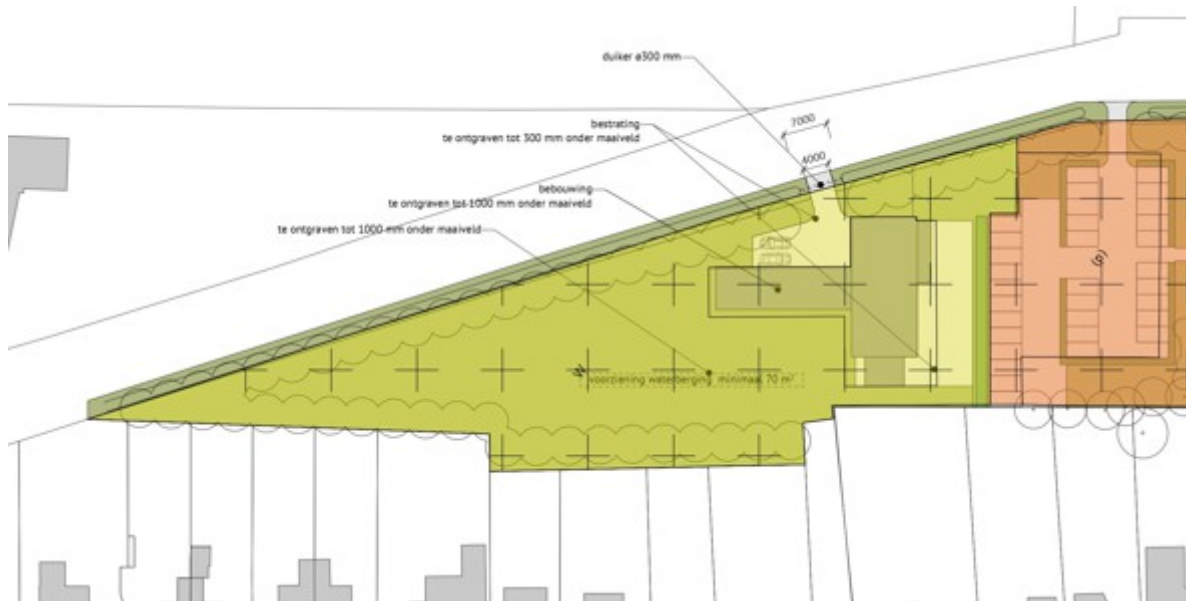 duiker ø300 mm
7000
bestrating
te ontgraven tot 300 mm onder maaiveld
4000
bebouwing
te ontgraven tot 1000 mm onder maaiveld
te ontgraven tot 1000 mm onder maaiveld
(p)
voorziening waterberging minimaal 70 m²